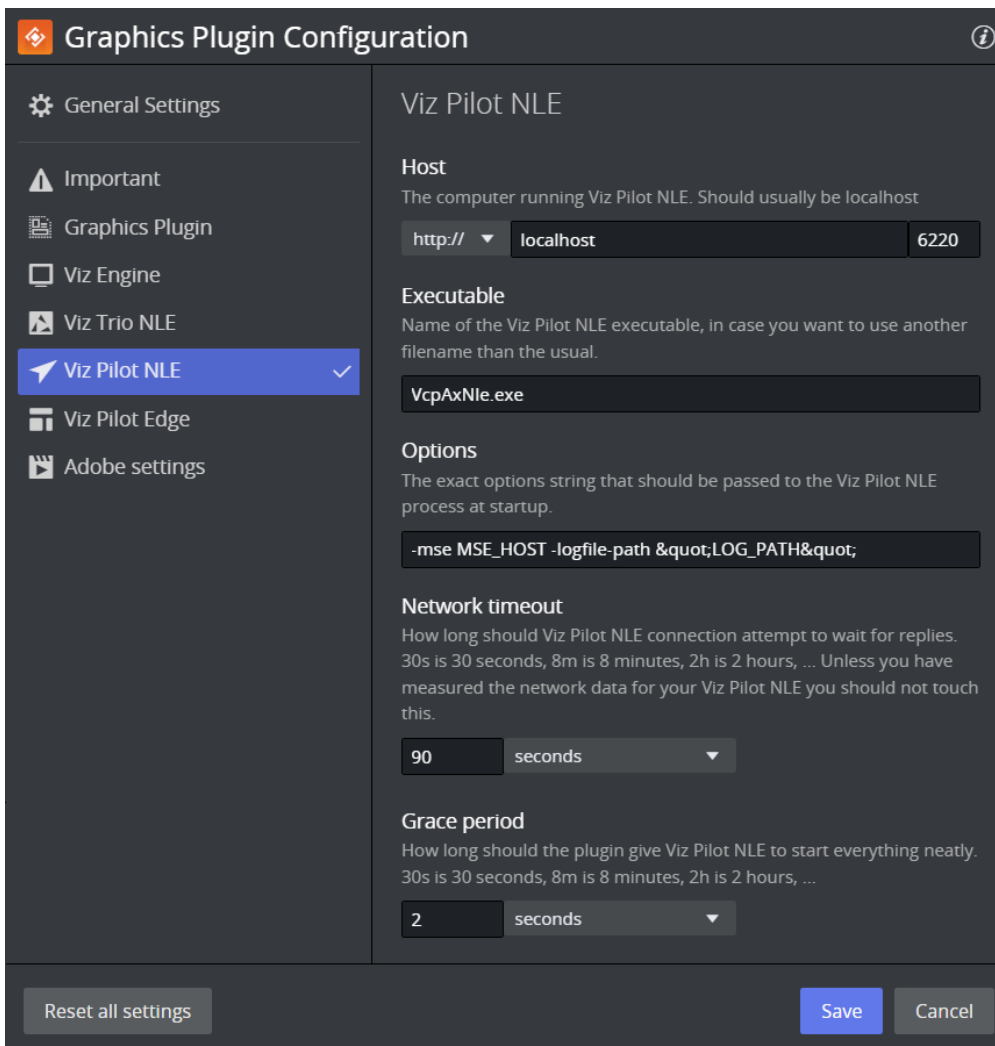 Graphics Plugin Configuration
General Settings
Important
Graphics Plugin
Viz Engine
Viz Trio NLE
Viz Pilot NLE
Viz Pilot Edge
Adobe settings
Viz Pilot NLE
Host
The computer running Viz Pilot NLE. Should usually be localhost
http:// localhost 6220
Executable
Name of the Viz Pilot NLE executable, in case you want to use another
filename than the usual.
VcpAxNle.exe
Options
The exact options string that should be passed to the Viz Pilot NLE
process at startup.
-mse MSE_HOST -logfile-path &quot;LOG_PATH&quot;
Network timeout
How long should Viz Pilot NLE connection attempt to wait for replies.
30s is 30 seconds, 8m is 8 minutes, 2h is 2 hours, ... Unless you have
measured the network data for your Viz Pilot NLE you should not touch
this.
90 seconds
Grace period
How long should the plugin give Viz Pilot NLE to start everything neatly.
30s is 30 seconds, 8m is 8 minutes, 2h is 2 hours, ...
2 seconds
Reset all settings Save Cancel